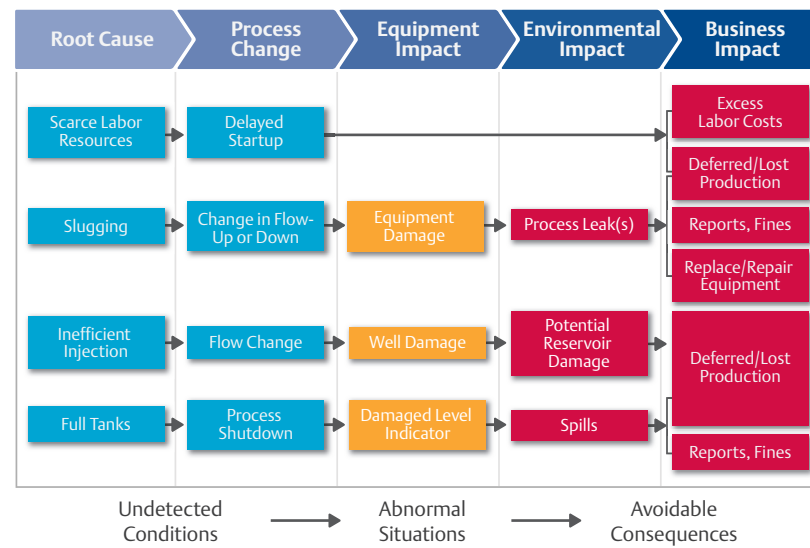 Root Cause
Process
Change
Equipment
Impact
Environmental
Impact
Business
Impact
Scarce Labor
Resources
Delayed
Startup
Excess
Labor Costs
Deferred/Lost
Production
Slugging
Change in Flow-
Up or Down
Equipment
Damage
Process Leak(s)
Reports, Fines
Replace/Repair
Equipment
Inefficient
Injection
Flow Change
Well Damage
Potential
Reservoir
Damage
Deferred/Lost
Production
Full Tanks
Process
Shutdown
Damaged Level
Indicator
Spills
Reports, Fines
Undetected
Conditions
Abnormal
Situations
Avoidable
Consequences